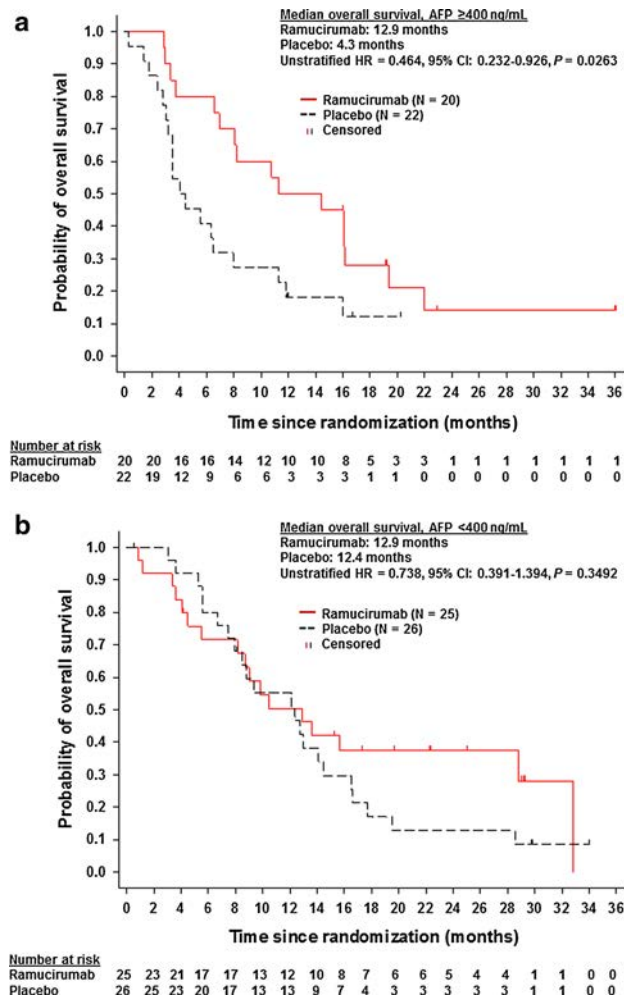 a
Median overall survival, AFP ≥400 ng/mL
Ramucirumab: 12.9 months
Placebo: 4.3 months
Unstratified HR = 0.464, 95% CI: 0.232-0.926, P = 0.0263
Ramucirumab (N = 20)
Placebo (N = 22)
Censored
Probability of overall survival
1.0
0.9
0.8
0.7
0.6
0.5
0.4
0.3
0.2
0.1
0.0
0 2 4 6 8 10 12 14 16 18 20 22 24 26 28 30 32 34 36
Time since randomization (months)
Number at risk
Ramucirumab 20 20 16 16 14 12 10 10 8 5 3 3 1 1 1 1 1 1 1
Placebo 22 19 12 9 6 6 3 3 3 1 1 0 0 0 0 0 0 0 0
b
Median overall survival, AFP <400 ng/mL
Ramucirumab: 12.9 months
Placebo: 12.4 months
Unstratified HR = 0.738, 95% CI: 0.391-1.394, P = 0.3492
Ramucirumab (N = 25)
Placebo (N = 26)
Censored
Probability of overall survival
1.0
0.9
0.8
0.7
0.6
0.5
0.4
0.3
0.2
0.1
0.0
0 2 4 6 8 10 12 14 16 18 20 22 24 26 28 30 32 34 36
Time since randomization (months)
Number at risk
Ramucirumab 25 23 21 17 17 13 12 10 8 7 6 6 5 4 4 1 1 0 0
Placebo 26 25 23 20 17 13 13 9 7 4 3 3 3 3 3 1 1 0 0